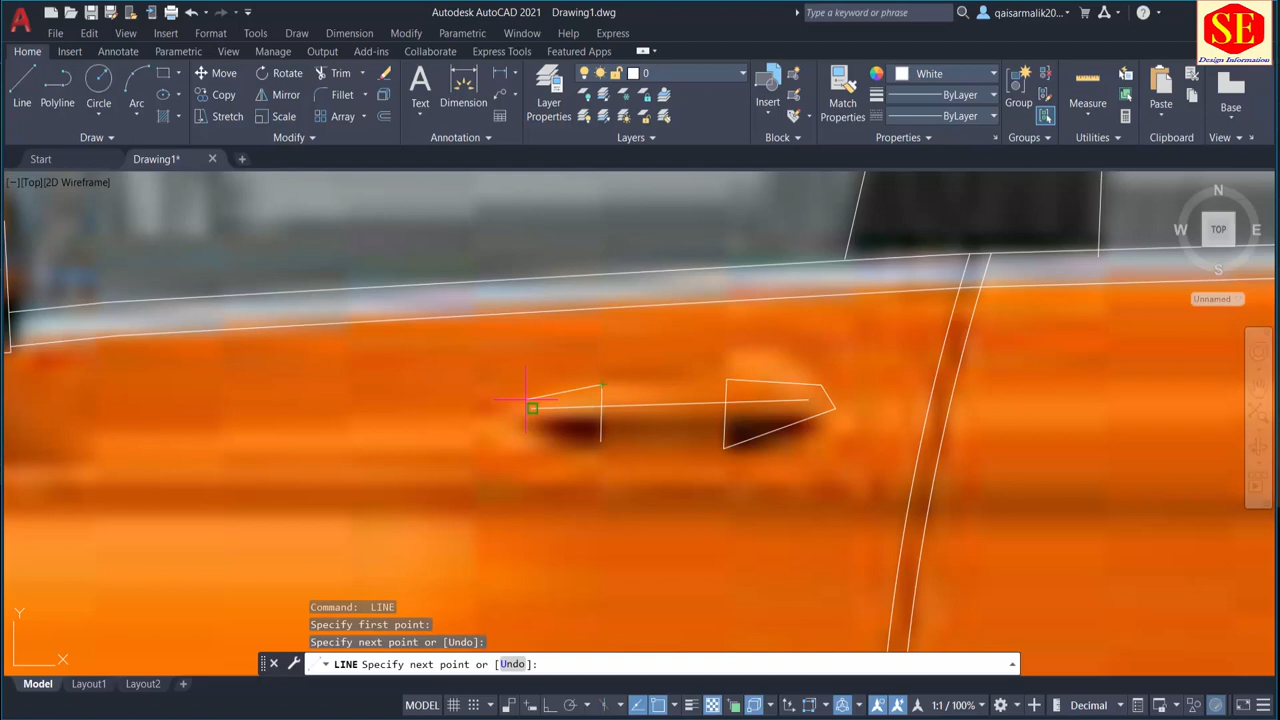 Autodesk AutoCAD 2021 Drawing1.dwg
Type a keyword or phrase
qaisarmalik20...
SE
Design Information
File Edit View Insert Format Tools Draw Dimension Modify Parametric Window Help Express
Home Insert Annotate Parametric View Manage Output Add-ins Collaborate Express Tools Featured Apps
Line Polyline Circle Arc
Move Rotate Trim
Copy Mirror Fillet
Stretch Scale Array
Text Dimension
Layer Properties
0
Insert
Match Properties
White
ByLayer
ByLayer
Group
Measure
Paste
Base
Draw Modify Annotation Layers Block Properties Groups Utilities Clipboard View
Start Drawing1*
[−][Top][2D Wireframe]
N
W TOP E
S
Unnamed
Y
X
Command: LINE
Specify first point:
Specify next point or [Undo]:
LINE Specify next point or [Undo]:
Model Layout1 Layout2
MODEL 1:1 / 100% Decimal